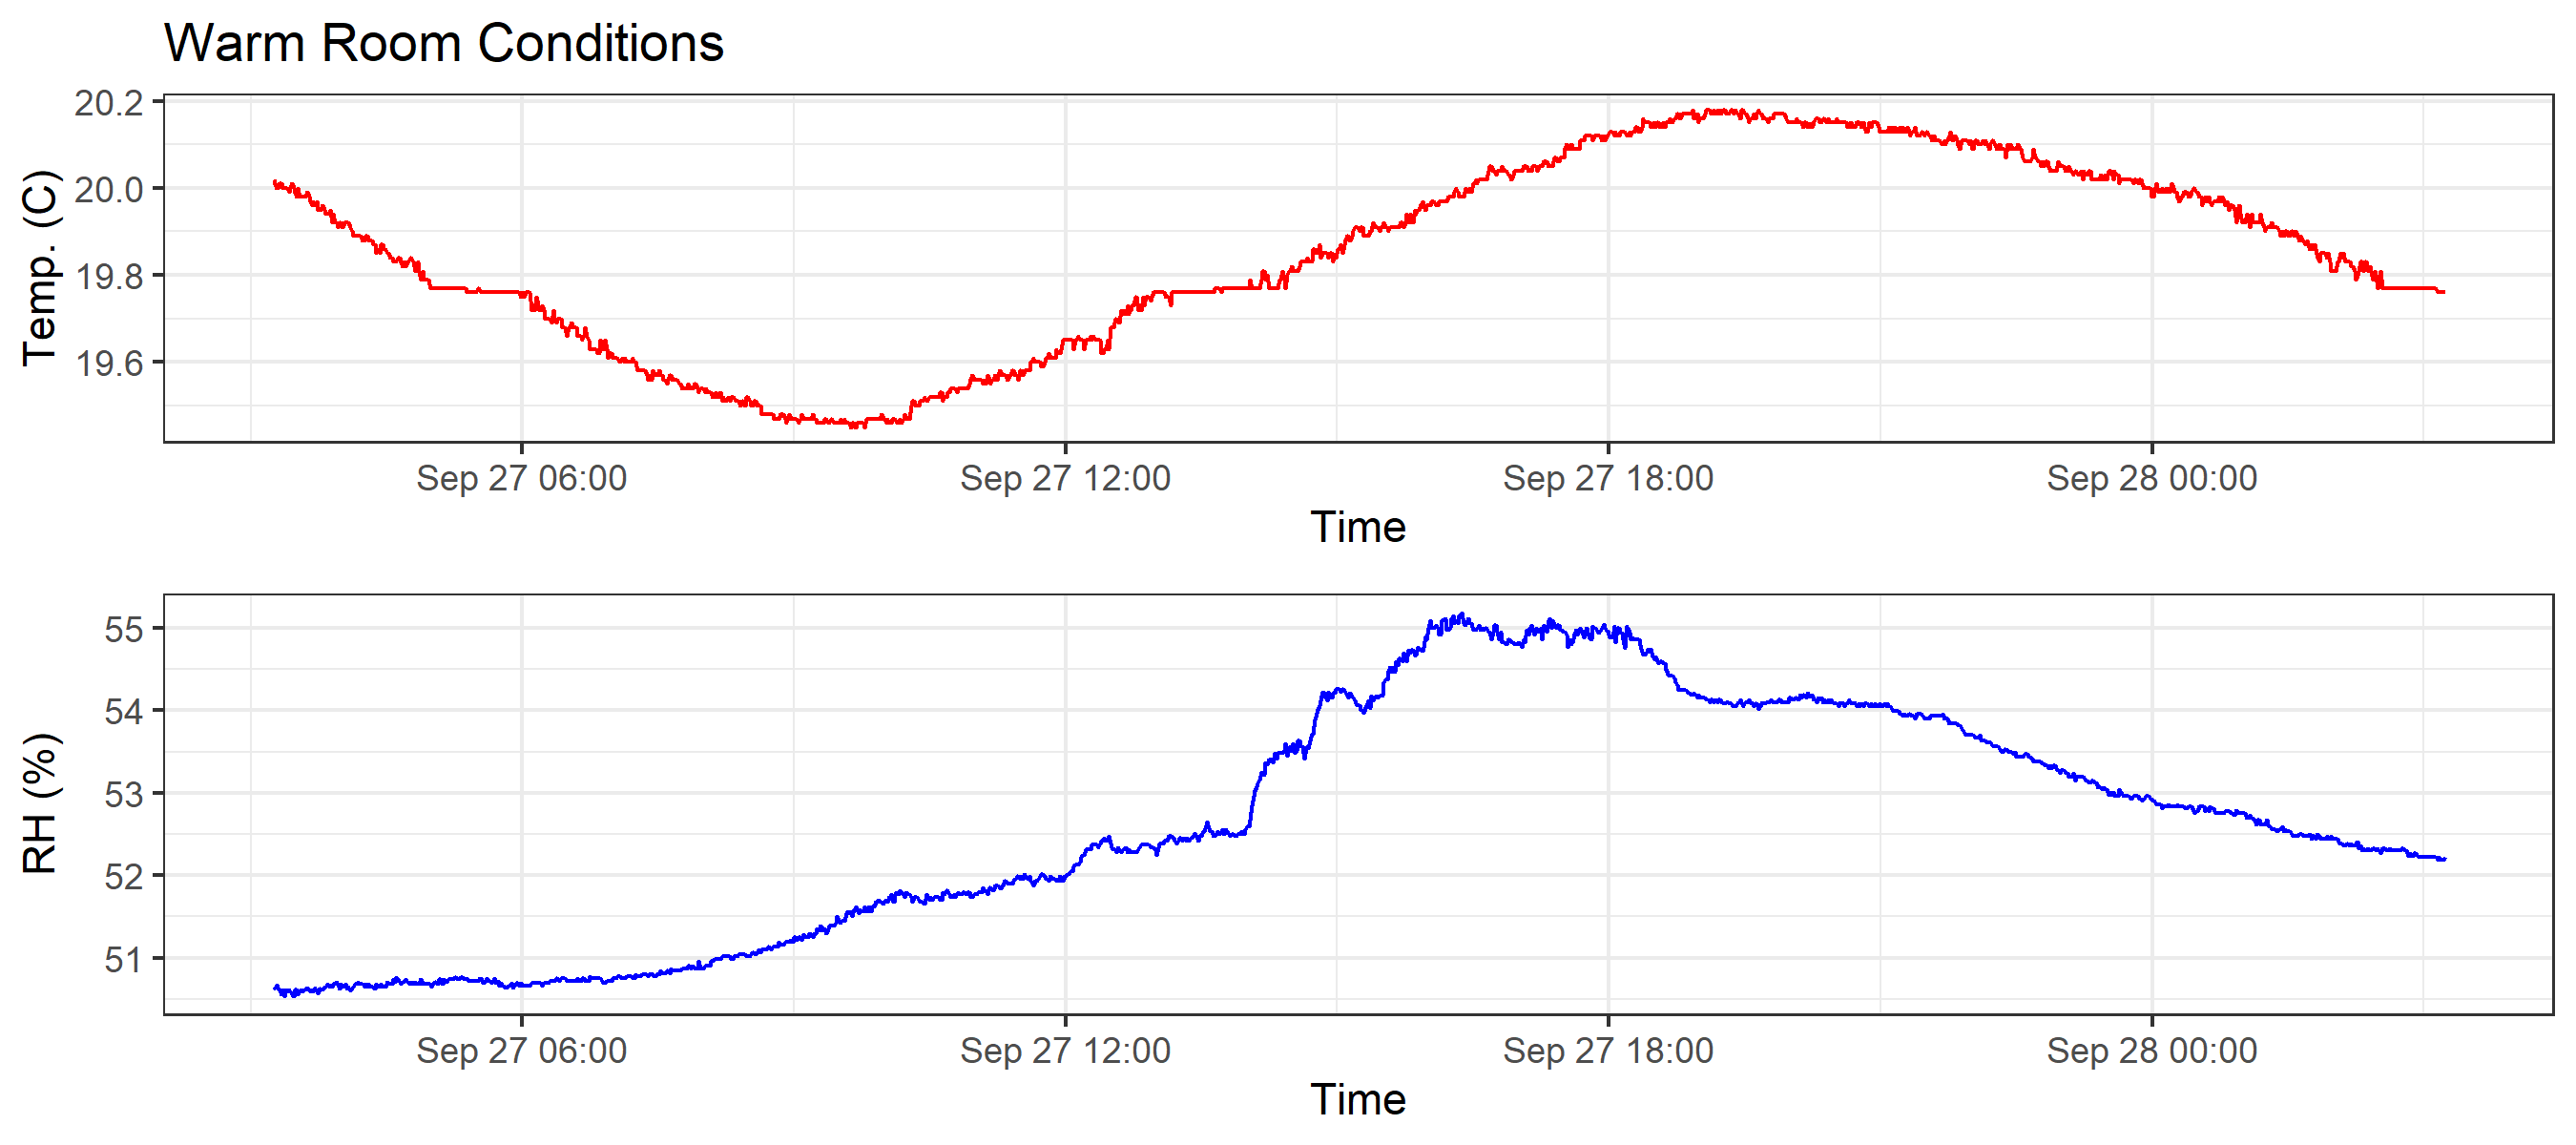 Warm Room Conditions
20.2
20.0
19.8
19.6
Temp. (C)
Sep 27 06:00 Sep 27 12:00 Sep 27 18:00 Sep 28 00:00
Time
55
54
53
52
51
RH (%)
Sep 27 06:00 Sep 27 12:00 Sep 27 18:00 Sep 28 00:00
Time